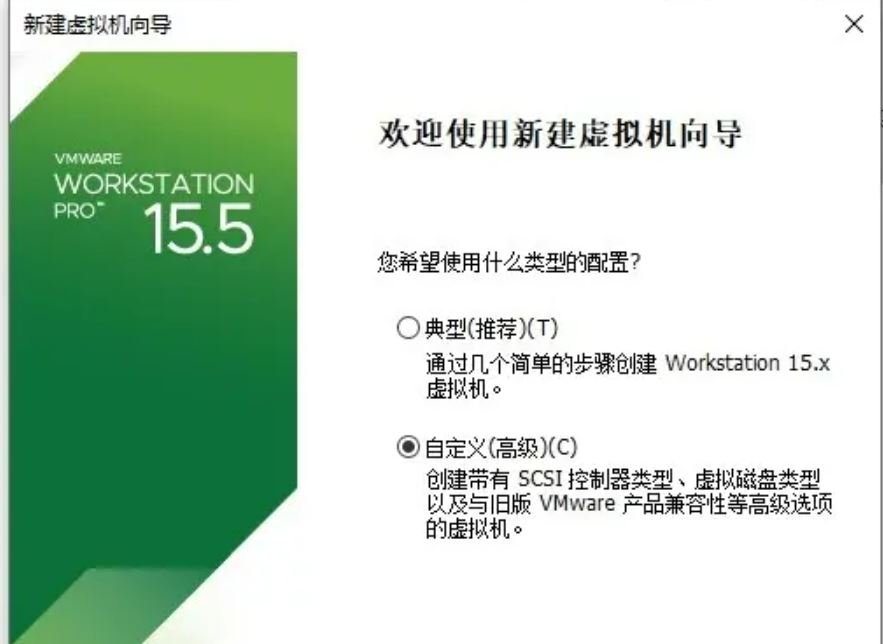 新建虚拟机向导
VMWARE
WORKSTATION
PRO™
15.5
欢迎使用新建虚拟机向导
您希望使用什么类型的配置?
典型(推荐)(T)
通过几个简单的步骤创建 Workstation 15.x
虚拟机。
自定义(高级)(C)
创建带有 SCSI 控制器类型、虚拟磁盘类型
以及与旧版 VMware 产品兼容性等高级选项
的虚拟机。